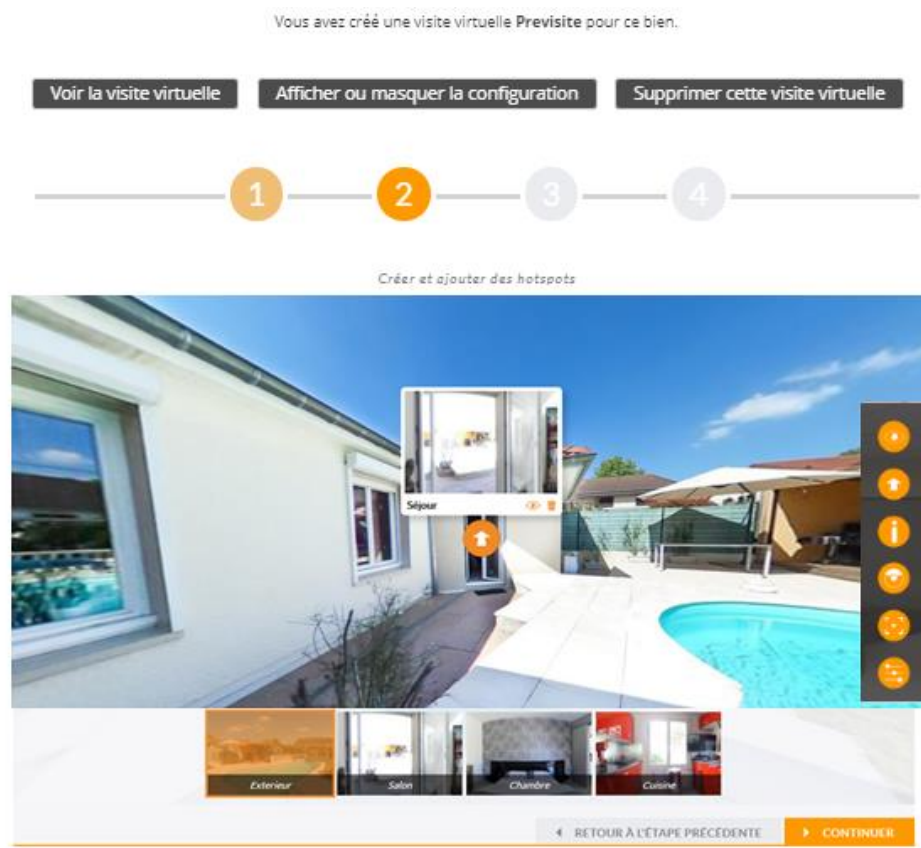 Vous avez créé une visite virtuelle Previsite pour ce bien.
Voir la visite virtuelle Afficher ou masquer la configuration Supprimer cette visite virtuelle
1 2 3 4
Créer et ajouter des hotspots
Séjour
Exterieur Salon Chambre Cuisine
RETOUR À L'ÉTAPE PRÉCÉDENTE CONTINUER